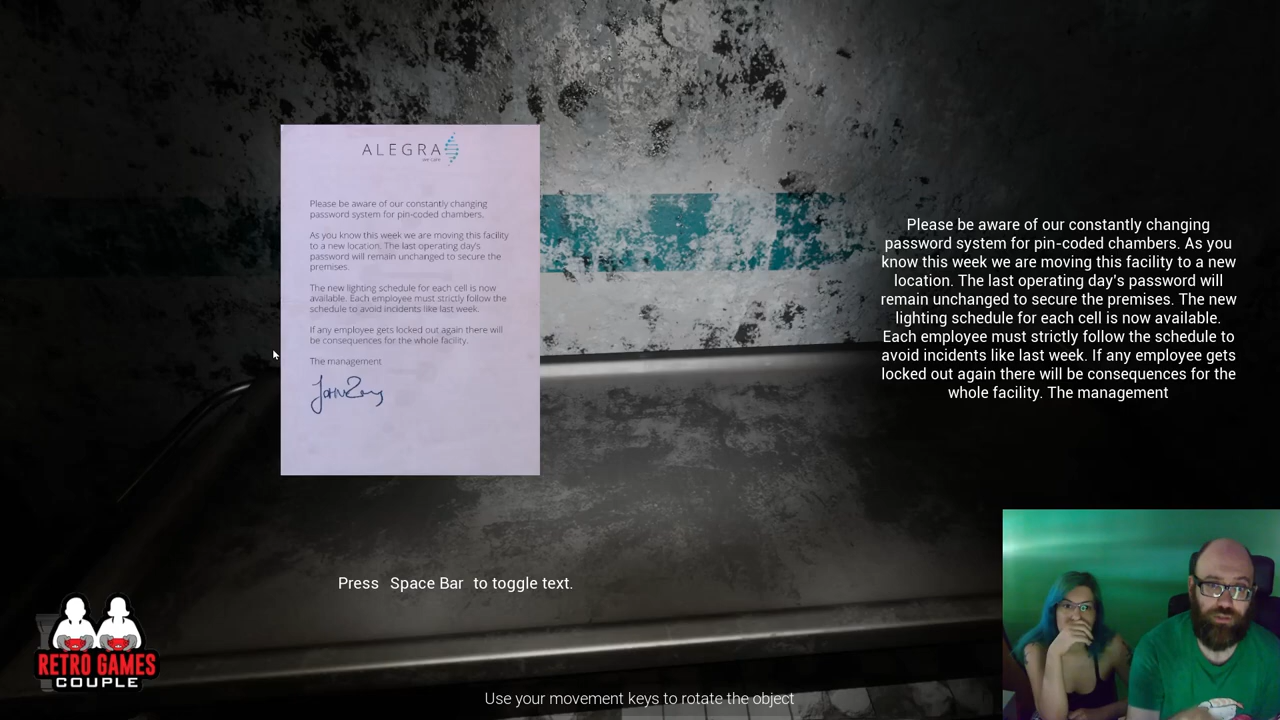 ALEGRA
we care
Please be aware of our constantly changing
password system for pin-coded chambers.
As you know this week we are moving this facility
to a new location. The last operating day's
password will remain unchanged to secure the
premises.
The new lighting schedule for each cell is now
available. Each employee must strictly follow the
schedule to avoid incidents like last week.
If any employee gets locked out again there will
be consequences for the whole facility.
The management
Please be aware of our constantly changing
password system for pin-coded chambers. As you
know this week we are moving this facility to a new
location. The last operating day's password will
remain unchanged to secure the premises. The new
lighting schedule for each cell is now available.
Each employee must strictly follow the schedule to
avoid incidents like last week. If any employee gets
locked out again there will be consequences for the
whole facility. The management
Press Space Bar to toggle text.
RETRO GAMES
COUPLE
Use your movement keys to rotate the object